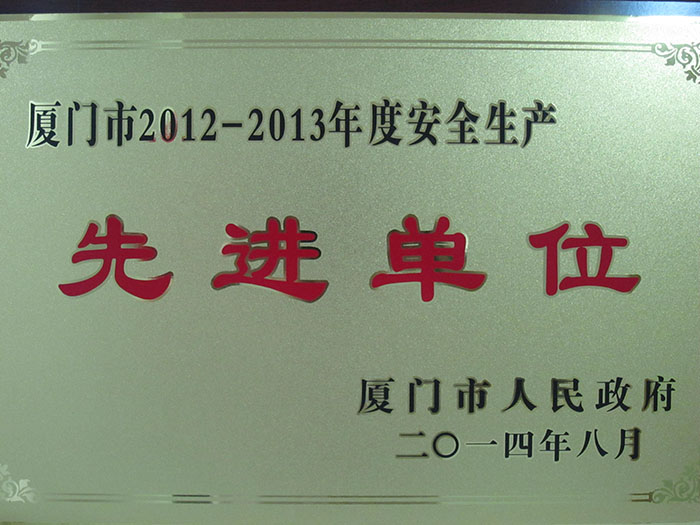 厦门市2012-2013年度安全生产
先进单位
厦门市人民政府
二〇一四年八月